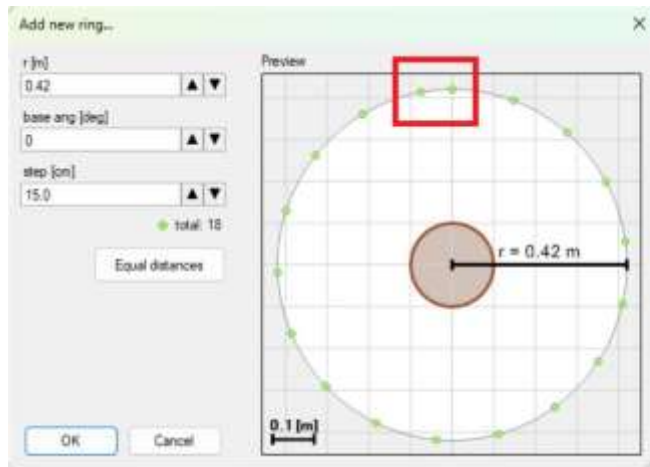 Add new ring...
r [m]
0.42
base ang [deg]
0
step [cm]
15.0
total: 18
Equal distances
OK
Cancel
Preview
r = 0.42 m
0.1 [m]